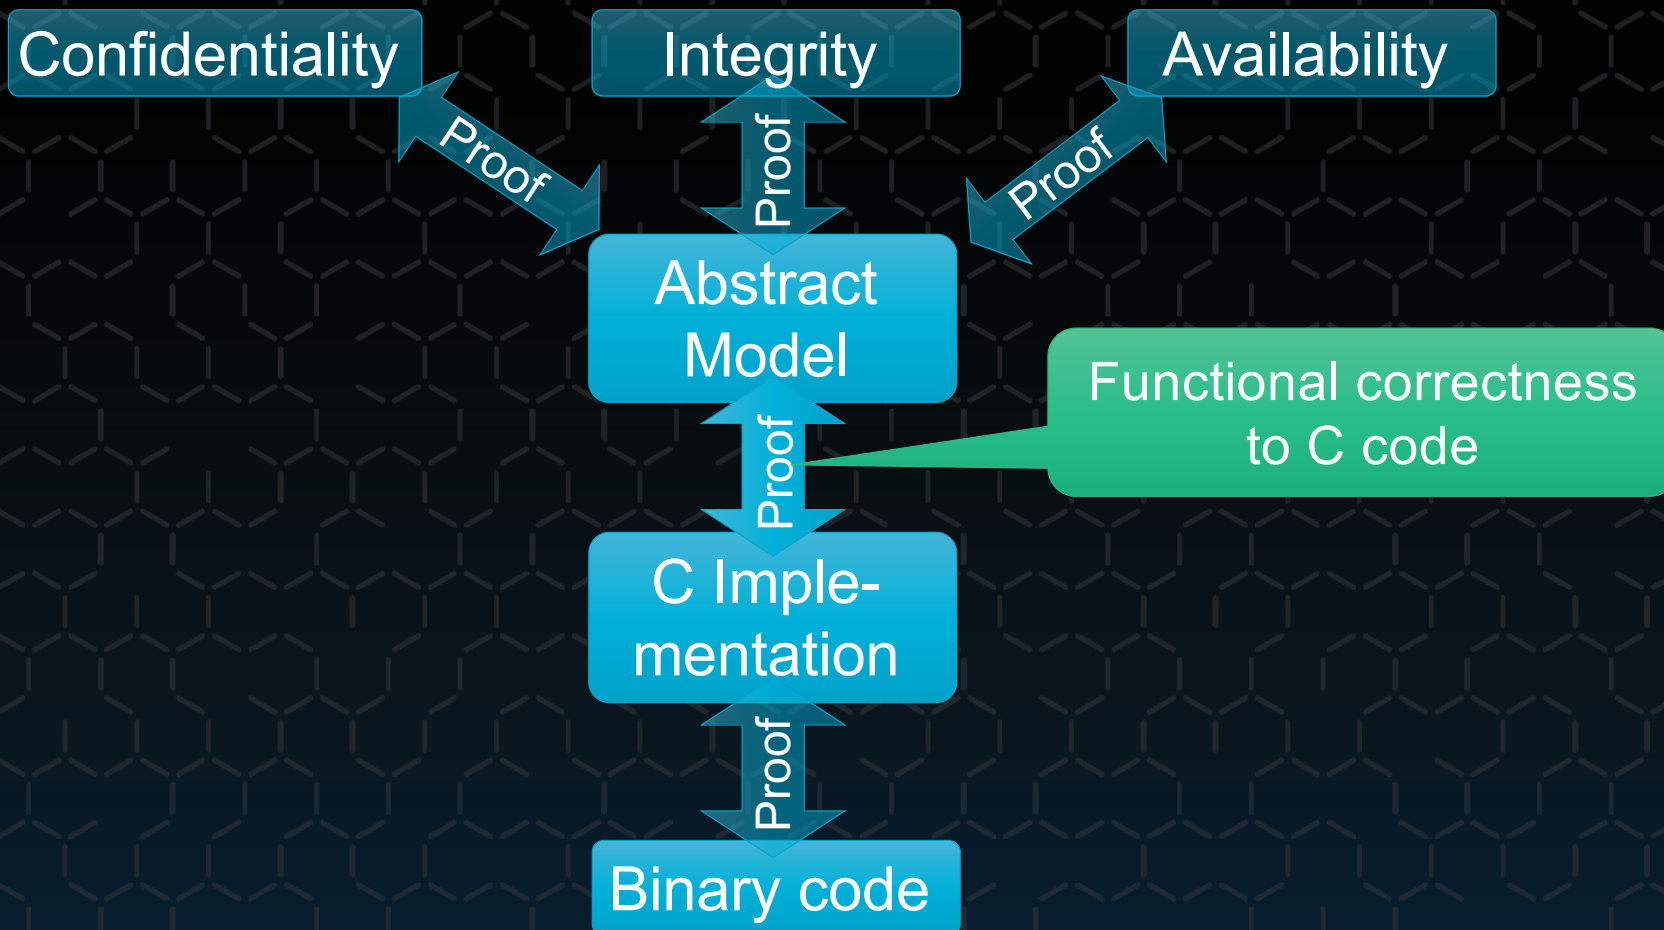 Confidentiality
Integrity
Availability
Proof
Proof
Proof
Abstract
Model
Proof
Functional correctness
to C code
C Imple-
mentation
Proof
Binary code